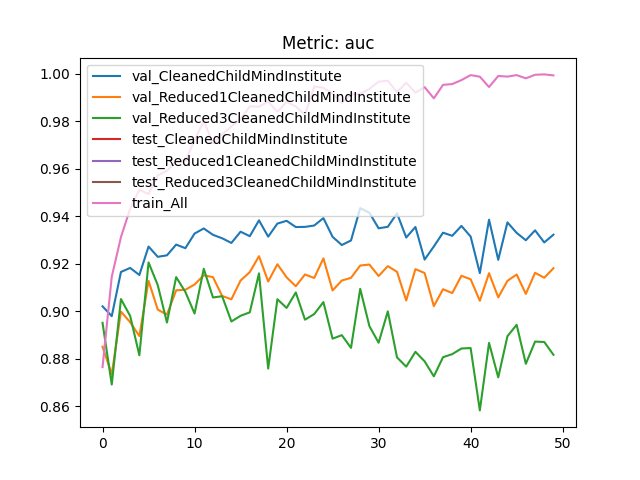 Metric: auc
val_CleanedChildMindInstitute
val_Reduced1CleanedChildMindInstitute
val_Reduced3CleanedChildMindInstitute
test_CleanedChildMindInstitute
test_Reduced1CleanedChildMindInstitute
test_Reduced3CleanedChildMindInstitute
train_All
1.00
0.98
0.96
0.94
0.92
0.90
0.88
0.86
0 10 20 30 40 50